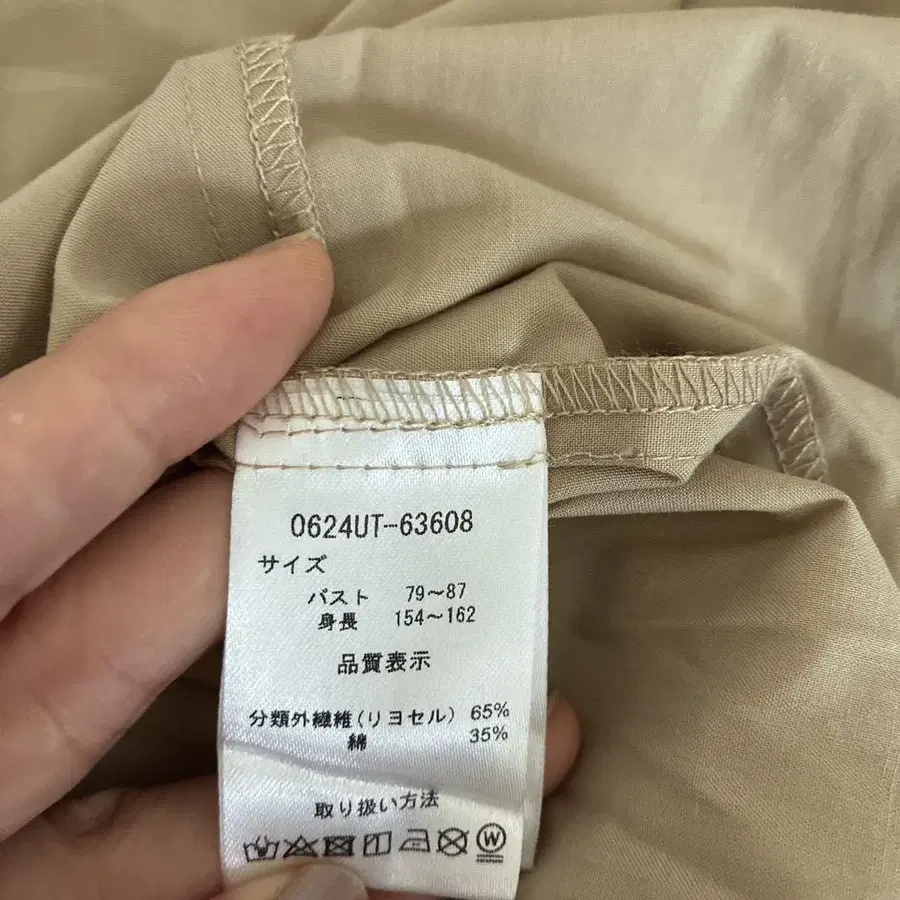 0624UT-63608
サイズ
バスト 79～87
身長 154～162
品質表示
分類外繊維(リヨセル) 65%
綿 35%
取り扱い方法
W